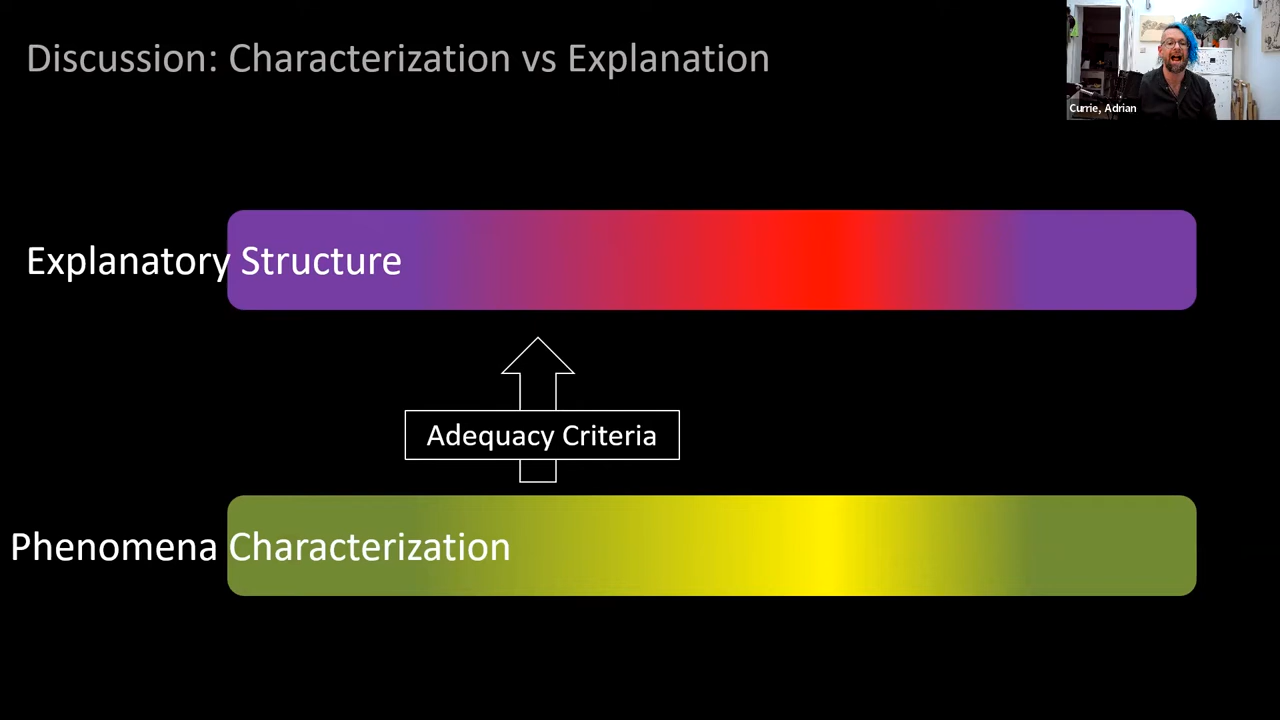 Discussion: Characterization vs Explanation
Currie, Adrian
Explanatory Structure
Adequacy Criteria
Phenomena Characterization